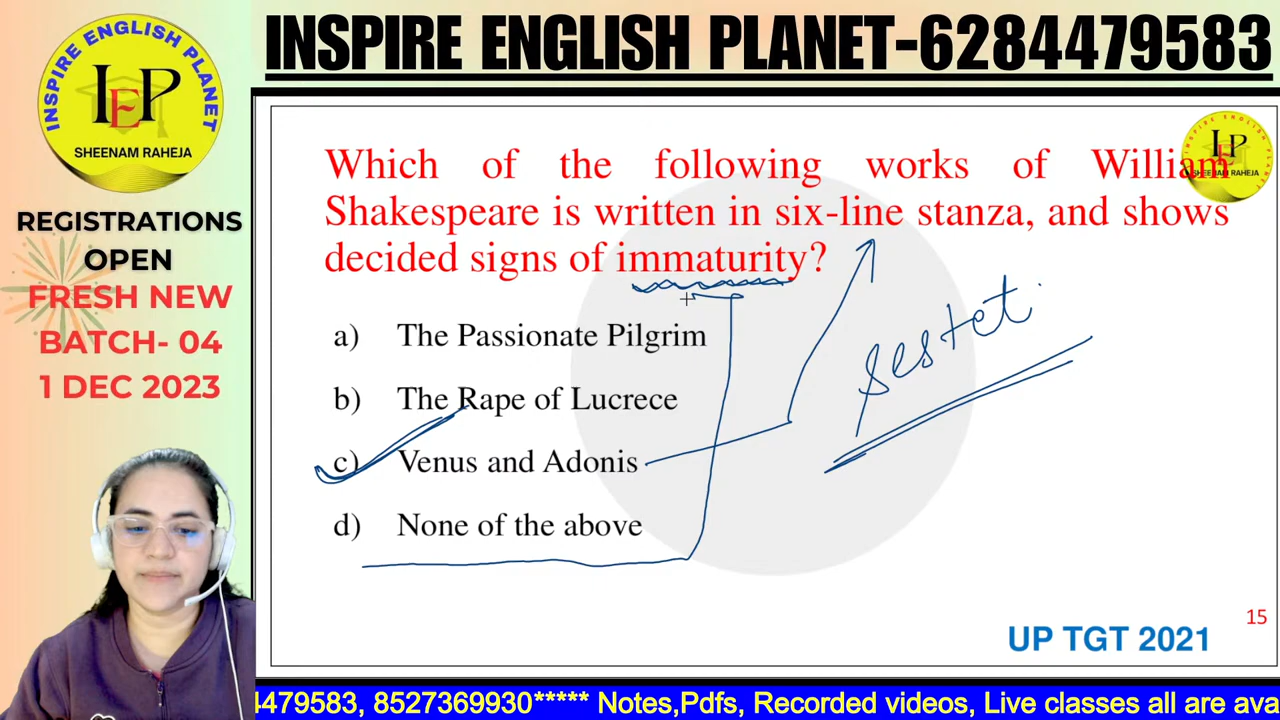 INSPIRE ENGLISH PLANET-6284479583
INSPIRE ENGLISH PLANET
IEP
SHEENAM RAHEJA
REGISTRATIONS
OPEN
FRESH NEW
BATCH- 04
1 DEC 2023
IEP
SHEENAM RAHEJA
Which of the following works of William
Shakespeare is written in six-line stanza, and shows
decided signs of immaturity?
a) The Passionate Pilgrim
b) The Rape of Lucrece
c) Venus and Adonis
d) None of the above
sestet
15
UP TGT 2021
4479583, 8527369930***** Notes,Pdfs, Recorded videos, Live classes all are ava